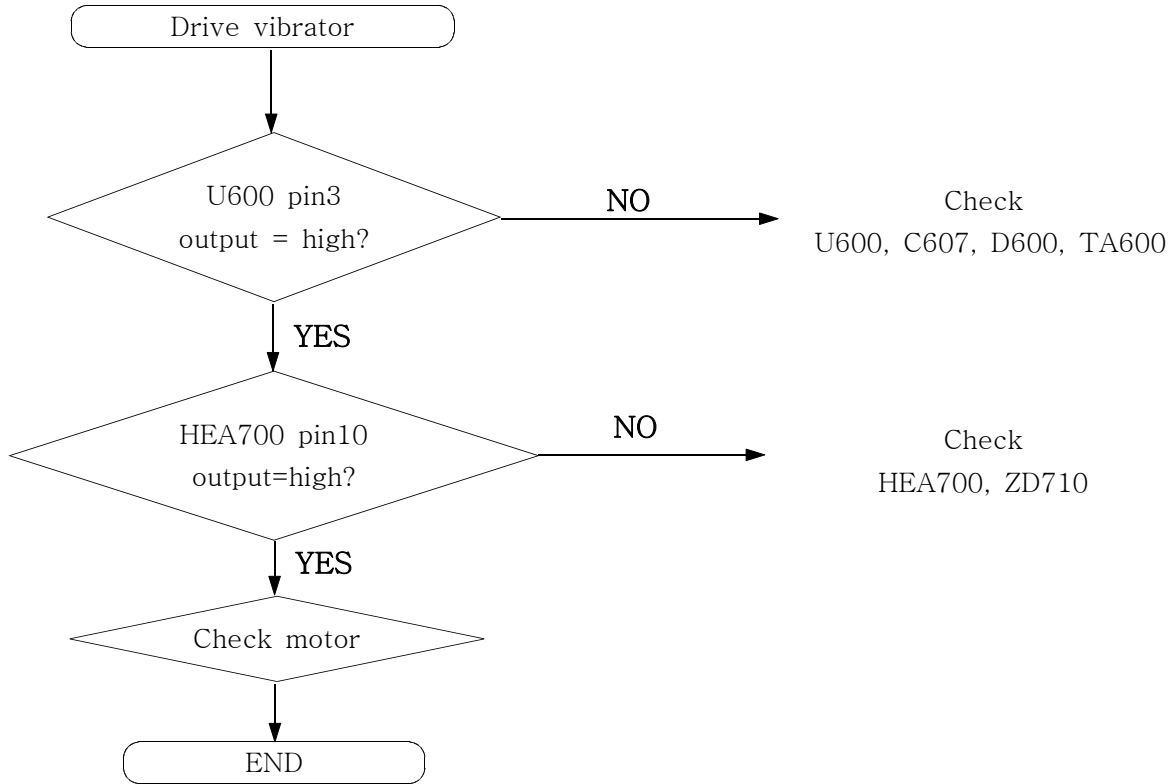 Drive vibrator
U600 pin3
output = high?
NO
Check
U600, C607, D600, TA600
YES
HEA700 pin10
output=high?
NO
Check
HEA700, ZD710
YES
Check motor
END